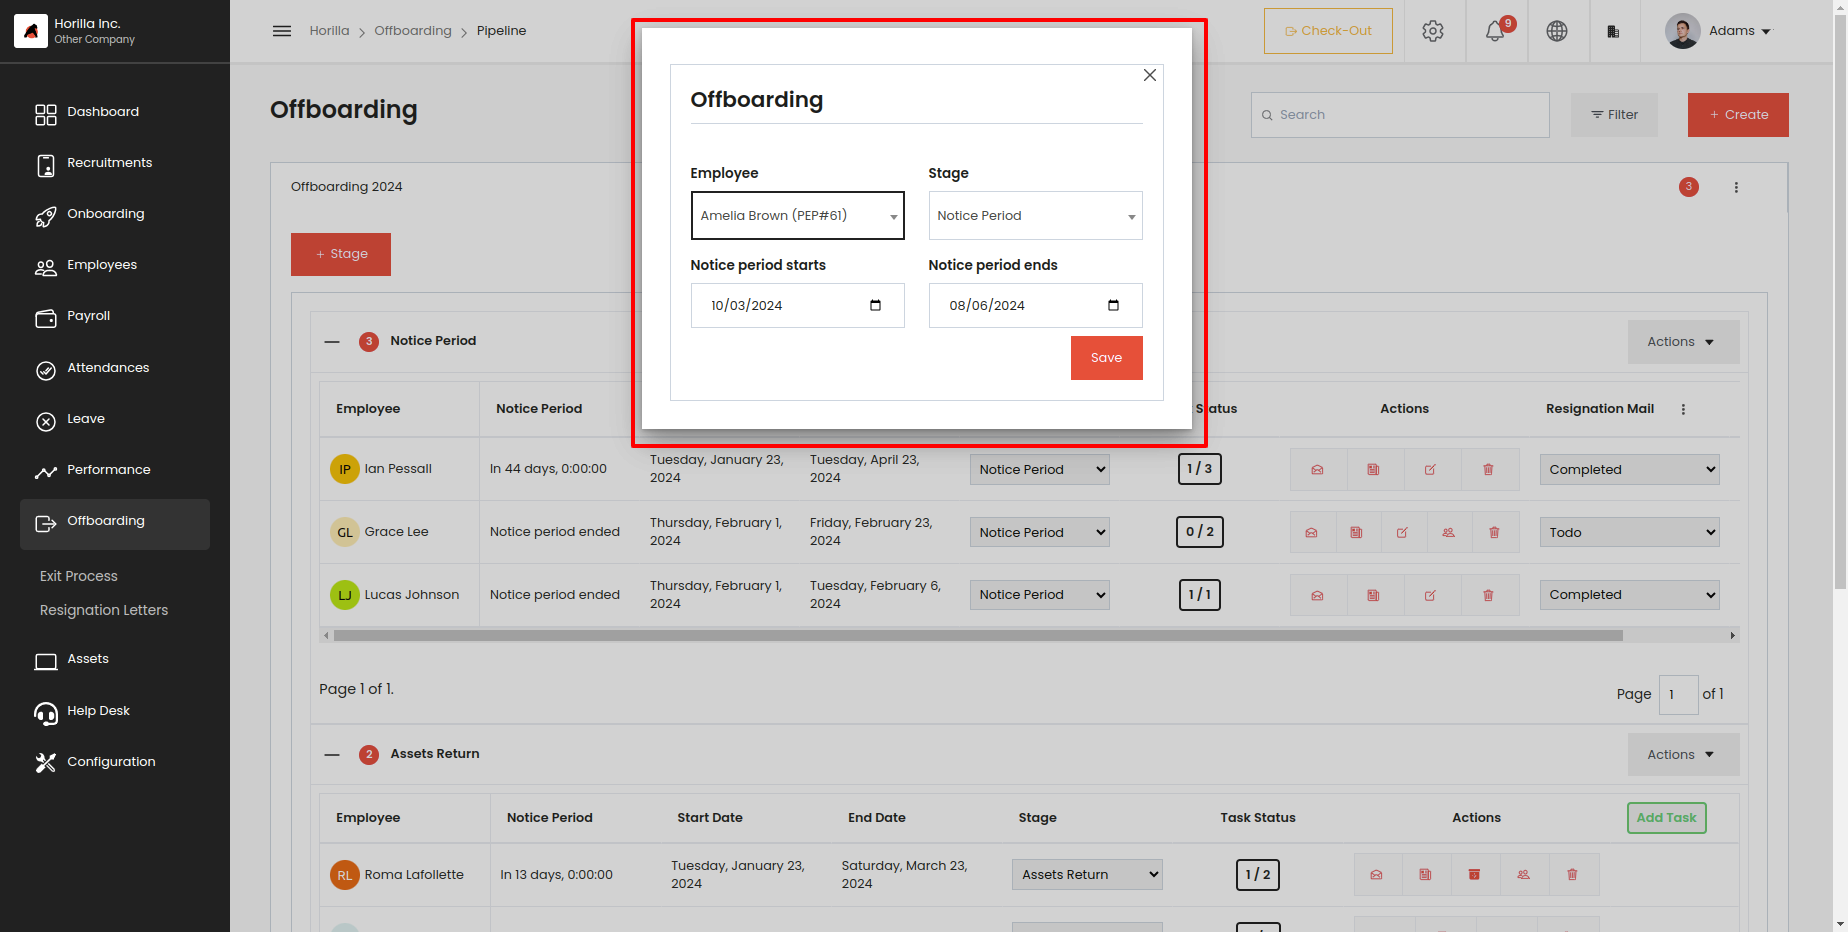 Horilla Inc.
Other Company
Dashboard
Recruitments
Onboarding
Employees
Payroll
Attendances
Leave
Performance
Offboarding
Exit Process
Resignation Letters
Assets
Help Desk
Configuration
Horilla > Offboarding > Pipeline
Check-Out
9
Adams
Offboarding
Search
Filter
+ Create
Offboarding 2024
3
+ Stage
Offboarding
Employee
Stage
Amelia Brown (PEP#61)
Notice Period
Notice period starts
Notice period ends
10/03/2024
08/06/2024
Save
3
Notice Period
Actions
Employee
Notice Period
Status
Actions
Resignation Mail
IP
Ian Pessall
In 44 days, 0:00:00
Tuesday, January 23,
2024
Tuesday, April 23,
2024
Notice Period
1 / 3
Completed
GL
Grace Lee
Notice period ended
Thursday, February 1,
2024
Friday, February 23,
2024
Notice Period
0 / 2
Todo
LJ
Lucas Johnson
Notice period ended
Thursday, February 1,
2024
Tuesday, February 6,
2024
Notice Period
1 / 1
Completed
Page 1 of 1.
Page 1 of 1
2
Assets Return
Actions
Employee
Notice Period
Start Date
End Date
Stage
Task Status
Actions
Add Task
RL
Roma Lafollette
In 13 days, 0:00:00
Tuesday, January 23,
2024
Saturday, March 23,
2024
Assets Return
1 / 2